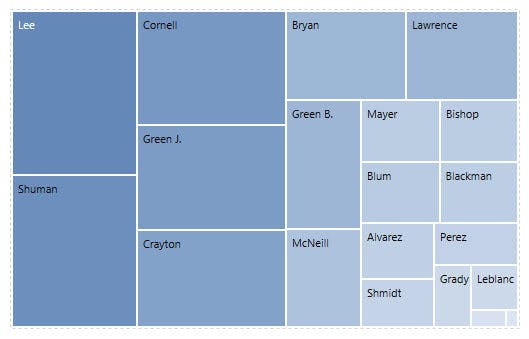 Lee
Cornell
Bryan
Lawrence
Green B.
Mayer
Bishop
Green J.
Blum
Blackman
Shuman
Crayton
McNeill
Alvarez
Perez
Grady
Leblanc
Shmidt